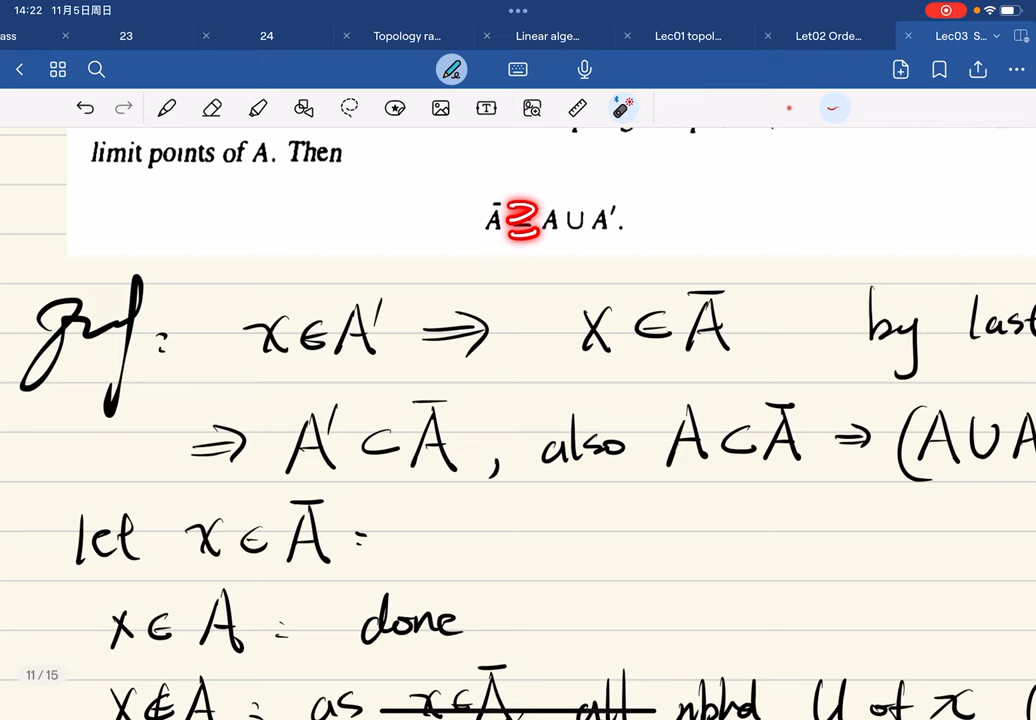 14:22 11月5日周日
ass 23 24 Topology ra... Linear alge... Lec01 topol... Let02 Orde... Lec03 S...
limit points of A. Then
Ā ⊇ A ∪ A′.
Prf: x∈A′ ⇒ x ∈ Ā by last
⇒ A′ ⊂ Ā, also A⊂Ā ⇒ (A∪A
let x ∈ Ā:
x ∈ A: done
11 / 15
x∉A: as x∈Ā, all nbhd U of x